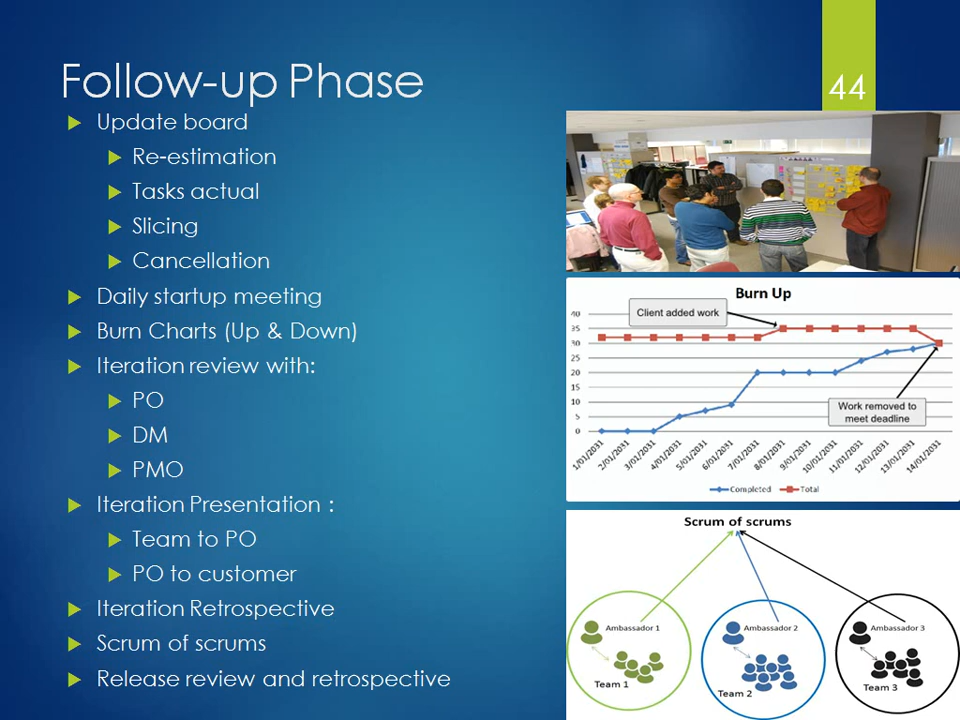 Follow-up Phase
44
Update board
Re-estimation
Tasks actual
Slicing
Cancellation
Daily startup meeting
Burn Charts (Up & Down)
Iteration review with:
PO
DM
PMO
Iteration Presentation :
Team to PO
PO to customer
Iteration Retrospective
Scrum of scrums
Release review and retrospective
Burn Up
Client added work
40
35
30
25
20
15
10
5
0
Work removed to
meet deadline
1/01/2031
2/01/2031
3/01/2031
4/01/2031
5/01/2031
6/01/2031
7/01/2031
8/01/2031
9/01/2031
10/01/2031
11/01/2031
12/01/2031
13/01/2031
14/01/2031
Completed
Total
Scrum of scrums
Ambassador 1
Ambassador 2
Ambassador 3
Team 1
Team 2
Team 3